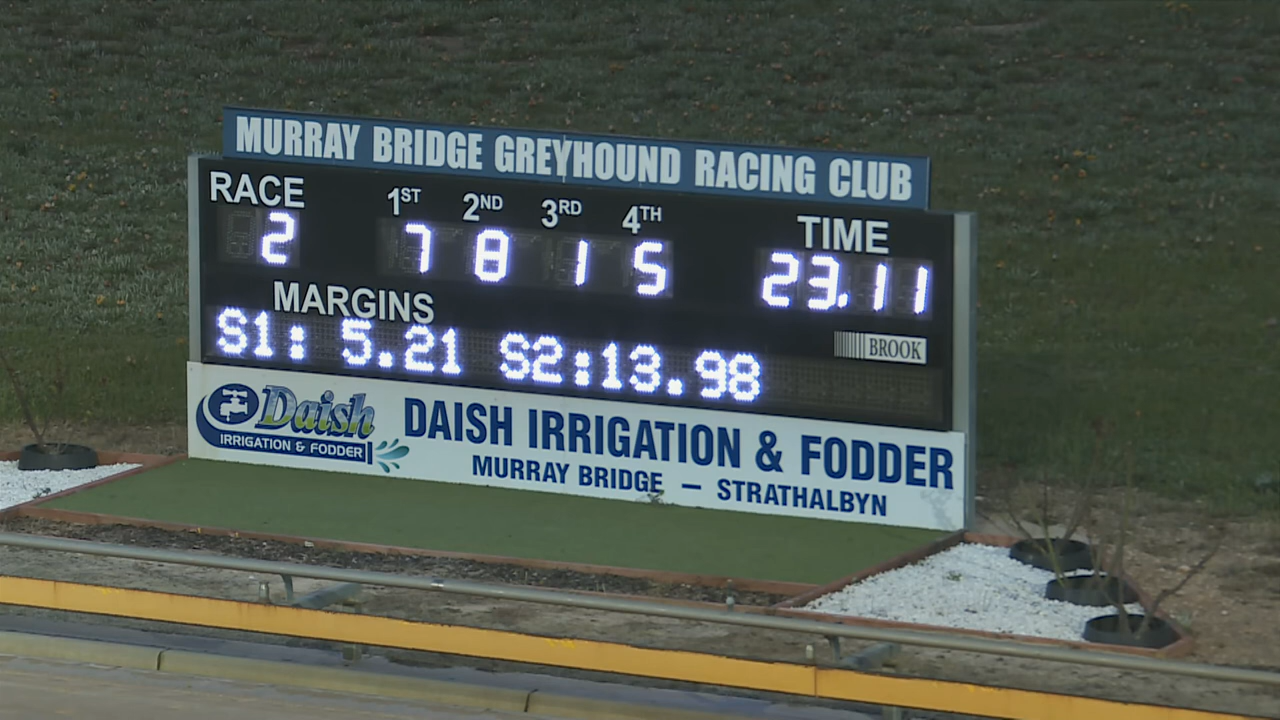 MURRAY BRIDGE GREYHOUND RACING CLUB
RACE 1ST 2ND 3RD 4TH TIME
2 7 8 1 5 23.11
MARGINS
S1: 5.21 S2:13.98
BROOK
Daish
IRRIGATION & FODDER
DAISH IRRIGATION & FODDER
MURRAY BRIDGE – STRATHALBYN